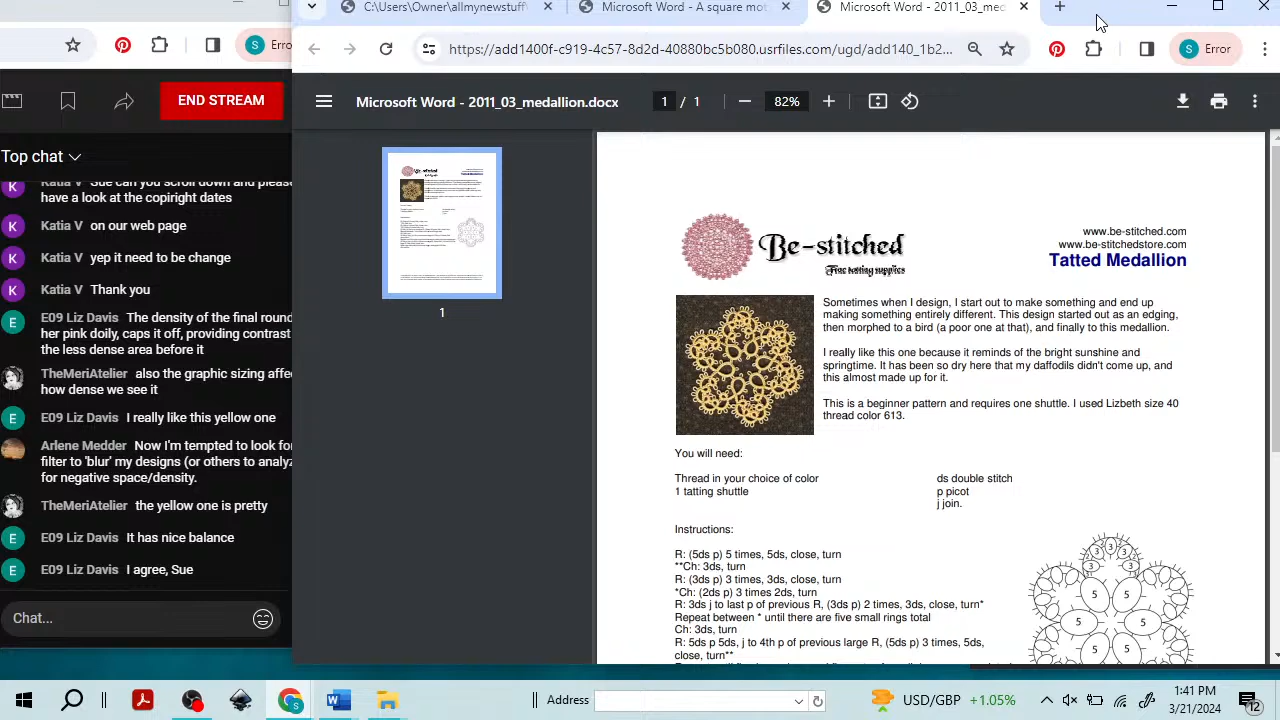 C:\Users\Owner\allmynewstuff
Microsoft Word - A square mot
Microsoft Word - 2011_03_med
Erro
https://add1400f-c919-4c57-8d2d-40880bc5b080.usrfiles.com/ugd/add140_1b2...
S Error
END STREAM
Microsoft Word - 2011_03_medallion.docx
1 / 1
82%
Top chat
Katia V Sue can you scroll down and please
have a look at the copiright dates
Katia V on our web page
Katia V yep it need to be change
Katia V Thank you
E09 Liz Davis The density of the final round
her pink doily, caps it off, providing contrast
the less dense area before it
TheMeriAtelier also the graphic sizing affe
how dense we see it
E09 Liz Davis I really like this yellow one
Arlene Medder Now I'm tempted to look for
filter to 'blur' my designs (or others to analyz
for negative space/density.
TheMeriAtelier the yellow one is pretty
E09 Liz Davis It has nice balance
E09 Liz Davis I agree, Sue
Chat...
1
Be-stitched
Fine tatting supplies
www.be-stitched.com
www.be-stitchedstore.com
Tatted Medallion
Sometimes when I design, I start out to make something and end up
making something entirely different. This design started out as an edging,
then morphed to a bird (a poor one at that), and finally to this medallion.
I really like this one because it reminds of the bright sunshine and
springtime. It has been so dry here that my daffodils didn't come up, and
this almost made up for it.
This is a beginner pattern and requires one shuttle. I used Lizbeth size 40
thread color 613.
You will need:
Thread in your choice of color
1 tatting shuttle
ds double stitch
p picot
j join.
Instructions:
R: (5ds p) 5 times, 5ds, close, turn
**Ch: 3ds, turn
R: (3ds p) 3 times, 3ds, close, turn
*Ch: (2ds p) 3 times 2ds, turn
R: 3ds j to last p of previous R, (3ds p) 2 times, 3ds, close, turn*
Repeat between * until there are five small rings total
Ch: 3ds, turn
R: 5ds p 5ds, j to 4th p of previous large R, (5ds p) 3 times, 5ds,
close, turn**
3 3 3
3 3
5 5
5 5
5 5
Address
USD/GBP +1.05%
1:41 PM
3/21/2024
12